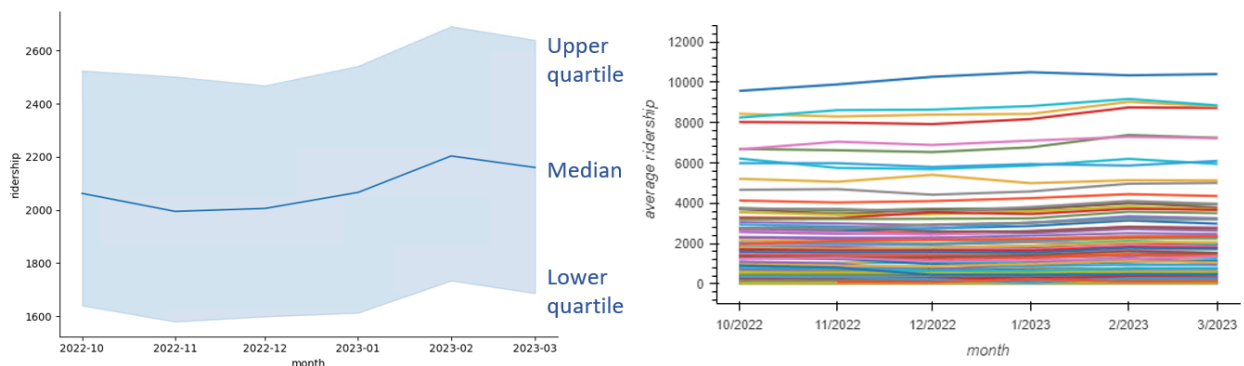 2600
2400
2200
2000
1800
1600
ridership
2022-10
2022-11
2022-12
2023-01
2023-02
2023-03
month
Upper
quartile
Median
Lower
quartile
12000
10000
8000
6000
4000
2000
0
average ridership
10/2022
11/2022
12/2022
1/2023
2/2023
3/2023
month